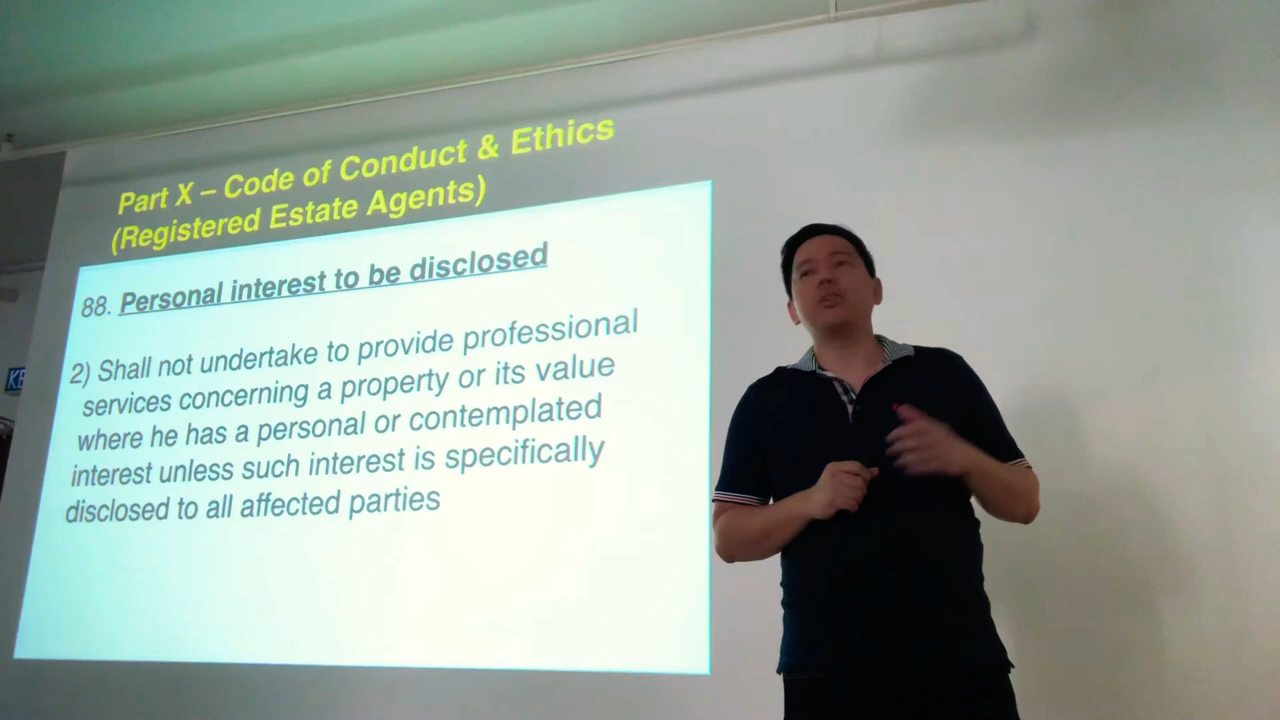 Part X – Code of Conduct & Ethics
(Registered Estate Agents)
88. Personal interest to be disclosed
2) Shall not undertake to provide professional
services concerning a property or its value
where he has a personal or contemplated
interest unless such interest is specifically
disclosed to all affected parties